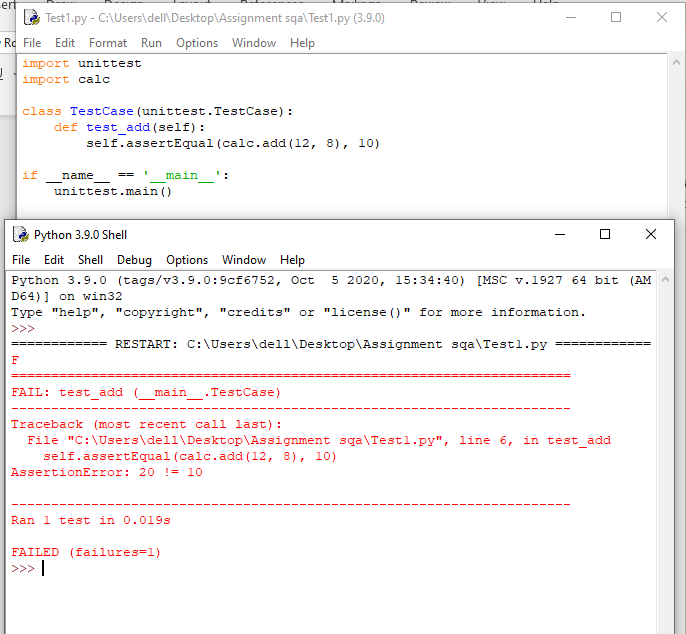 Test1.py - C:\Users\dell\Desktop\Assignment sqa\Test1.py (3.9.0)
File Edit Format Run Options Window Help
import unittest
import calc
class TestCase(unittest.TestCase):
def test_add(self):
self.assertEqual(calc.add(12, 8), 10)
if __name__ == '__main__':
unittest.main()
Python 3.9.0 Shell
File Edit Shell Debug Options Window Help
Python 3.9.0 (tags/v3.9.0:9cf6752, Oct  5 2020, 15:34:40) [MSC v.1927 64 bit (AM
D64)] on win32
Type "help", "copyright", "credits" or "license()" for more information.
>>>
============ RESTART: C:\Users\dell\Desktop\Assignment sqa\Test1.py ============
F
======================================================================
FAIL: test_add (__main__.TestCase)
----------------------------------------------------------------------
Traceback (most recent call last):
File "C:\Users\dell\Desktop\Assignment sqa\Test1.py", line 6, in test_add
self.assertEqual(calc.add(12, 8), 10)
AssertionError: 20 != 10
----------------------------------------------------------------------
Ran 1 test in 0.019s
FAILED (failures=1)
>>>